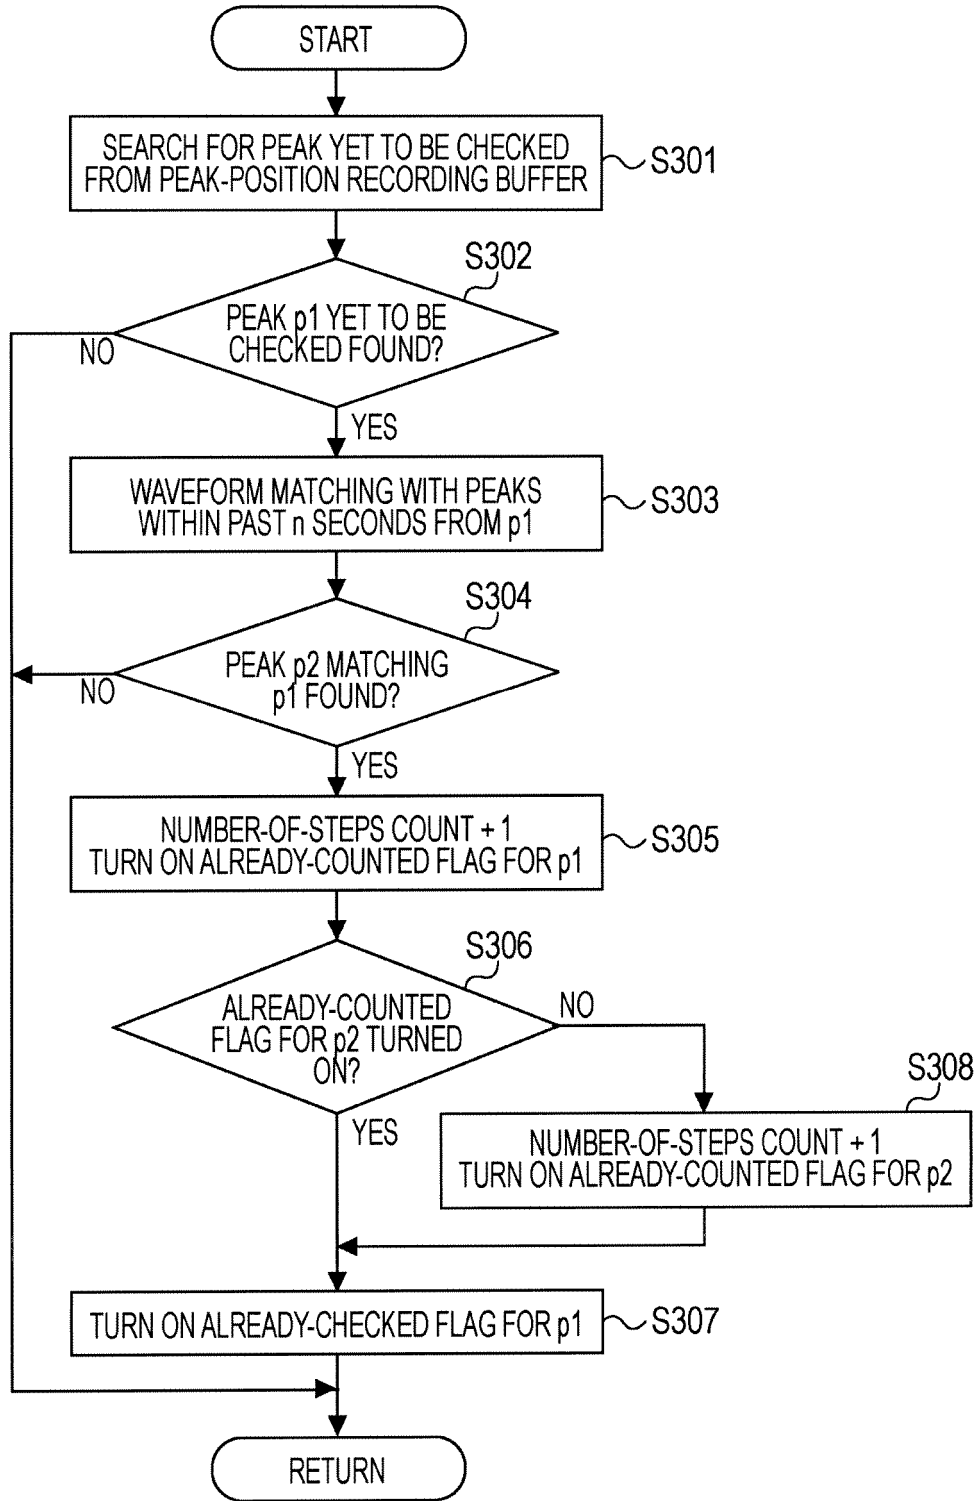 START
SEARCH FOR PEAK YET TO BE CHECKED
FROM PEAK-POSITION RECORDING BUFFER
S301
S302
PEAK p1 YET TO BE
CHECKED FOUND?
NO
YES
WAVEFORM MATCHING WITH PEAKS
WITHIN PAST n SECONDS FROM p1
S303
S304
PEAK p2 MATCHING
p1 FOUND?
NO
YES
NUMBER-OF-STEPS COUNT + 1
TURN ON ALREADY-COUNTED FLAG FOR p1
S305
S306
ALREADY-COUNTED
FLAG FOR p2 TURNED
ON?
NO
YES
S308
NUMBER-OF-STEPS COUNT + 1
TURN ON ALREADY-COUNTED FLAG FOR p2
TURN ON ALREADY-CHECKED FLAG FOR p1
S307
RETURN